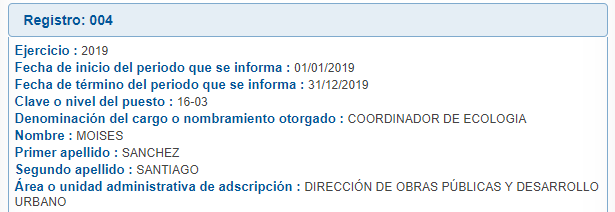 Registro: 004
Ejercicio : 2019
Fecha de inicio del periodo que se informa : 01/01/2019
Fecha de término del periodo que se informa : 31/12/2019
Clave o nivel del puesto : 16-03
Denominación del cargo o nombramiento otorgado : COORDINADOR DE ECOLOGIA
Nombre : MOISES
Primer apellido : SANCHEZ
Segundo apellido : SANTIAGO
Área o unidad administrativa de adscripción : DIRECCIÓN DE OBRAS PÚBLICAS Y DESARROLLO
URBANO